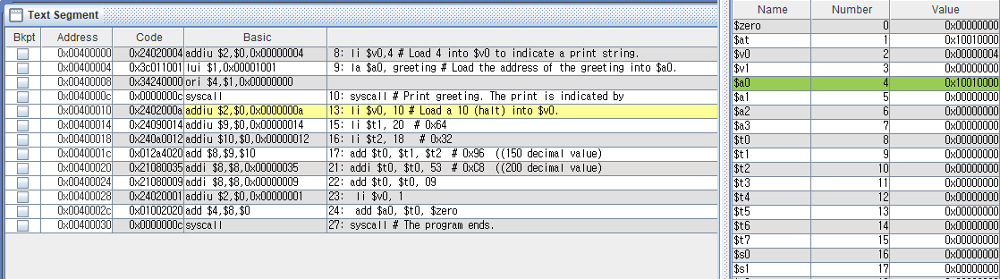 Text Segment
Bkpt Address Code Basic
0x00400000 0x24020004 addiu $2,$0,0x00000004 8: li $v0,4 # Load 4 into $v0 to indicate a print string.
0x00400004 0x3c011001 lui $1,0x00001001 9: la $a0, greeting # Load the address of the greeting into $a0.
0x00400008 0x34240000 ori $4,$1,0x00000000
0x0040000c 0x0000000c syscall 10: syscall # Print greeting. The print is indicated by
0x00400010 0x2402000a addiu $2,$0,0x0000000a 13: li $v0, 10 # Load a 10 (halt) into $v0.
0x00400014 0x24090014 addiu $9,$0,0x00000014 15: li $t1, 20 # 0x64
0x00400018 0x240a0012 addiu $10,$0,0x00000012 16: li $t2, 18 # 0x32
0x0040001c 0x012a4020 add $8,$9,$10 17: add $t0, $t1, $t2 # 0x96 ((150 decimal value)
0x00400020 0x21080035 addi $8,$8,0x00000035 21: addi $t0, $t0, 53 # 0xC8 ((200 decimal value)
0x00400024 0x21080009 addi $8,$8,0x00000009 22: add $t0, $t0, 09
0x00400028 0x24020001 addiu $2,$0,0x00000001 23: li $v0, 1
0x0040002c 0x01002020 add $4,$8,$0 24: add $a0, $t0, $zero
0x00400030 0x0000000c syscall 27: syscall # The program ends.
Name Number Value
$zero 0 0x00000000
$at 1 0x10010000
$v0 2 0x00000004
$v1 3 0x00000000
$a0 4 0x10010000
$a1 5 0x00000000
$a2 6 0x00000000
$a3 7 0x00000000
$t0 8 0x00000000
$t1 9 0x00000000
$t2 10 0x00000000
$t3 11 0x00000000
$t4 12 0x00000000
$t5 13 0x00000000
$t6 14 0x00000000
$t7 15 0x00000000
$s0 16 0x00000000
$s1 17 0x00000000